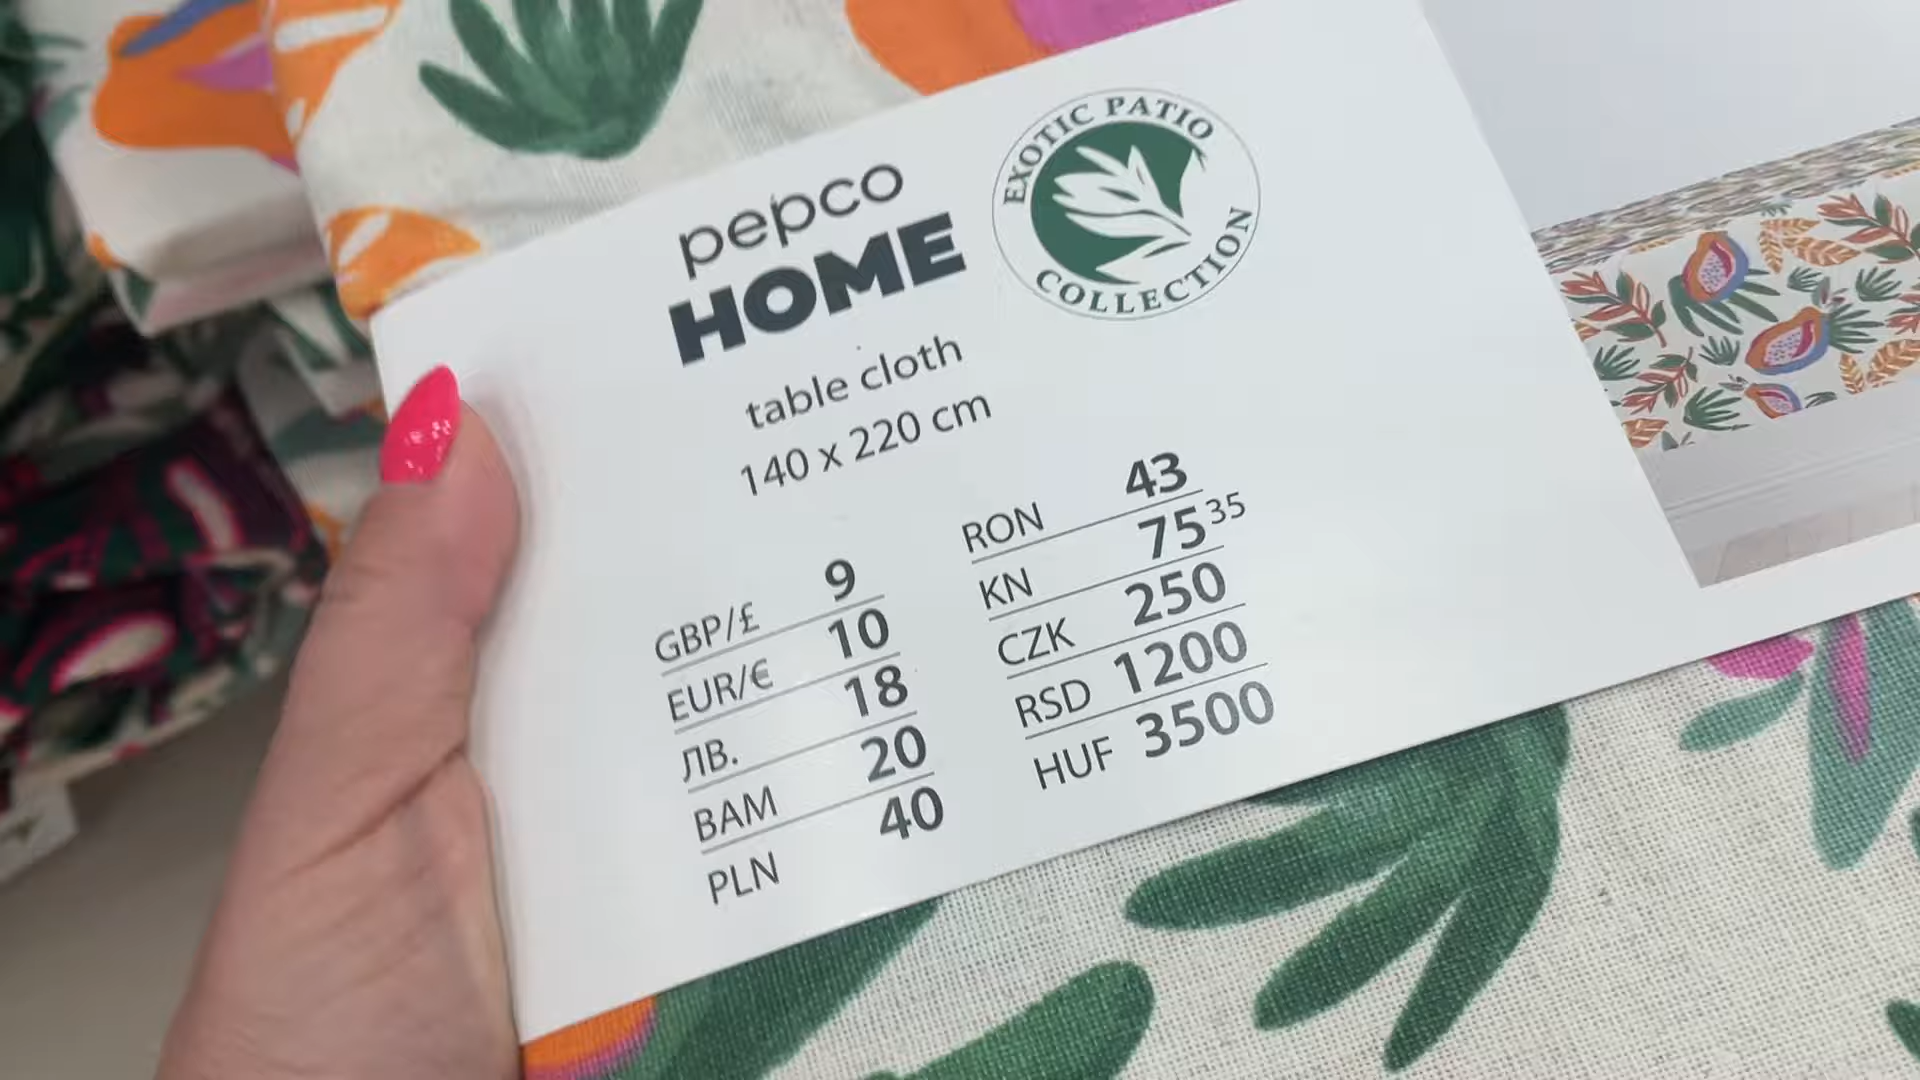 pepco
HOME
EXOTIC PATIO
COLLECTION
table cloth
140 x 220 cm
GBP/£ 9
EUR/€ 10
ЛВ. 18
BAM 20
PLN 40
RON 43
KN 75 35
CZK 250
RSD 1200
HUF 3500